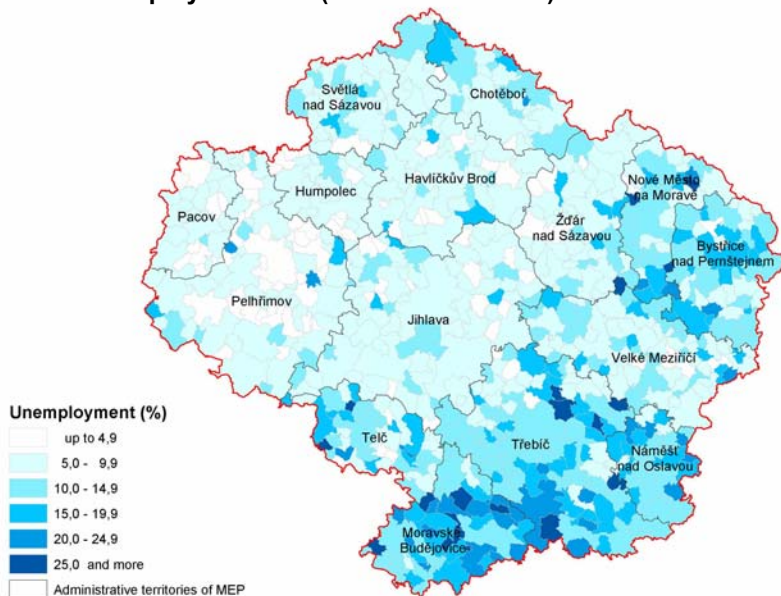 Světlá
nad Sázavou
Chotěboř
Havlíčkův Brod
Humpolec
Pacov
Nové Město
na Moravě
Žďár
nad Sázavou
Bystřice
nad Pernštejnem
Pelhřimov
Jihlava
Velké Meziříčí
Telč
Třebíč
Náměšť
nad Oslavou
Moravské
Budějovice
Unemployment (%)
up to 4,9
5,0 - 9,9
10,0 - 14,9
15,0 - 19,9
20,0 - 24,9
25,0 and more
Administrative territories of MEP